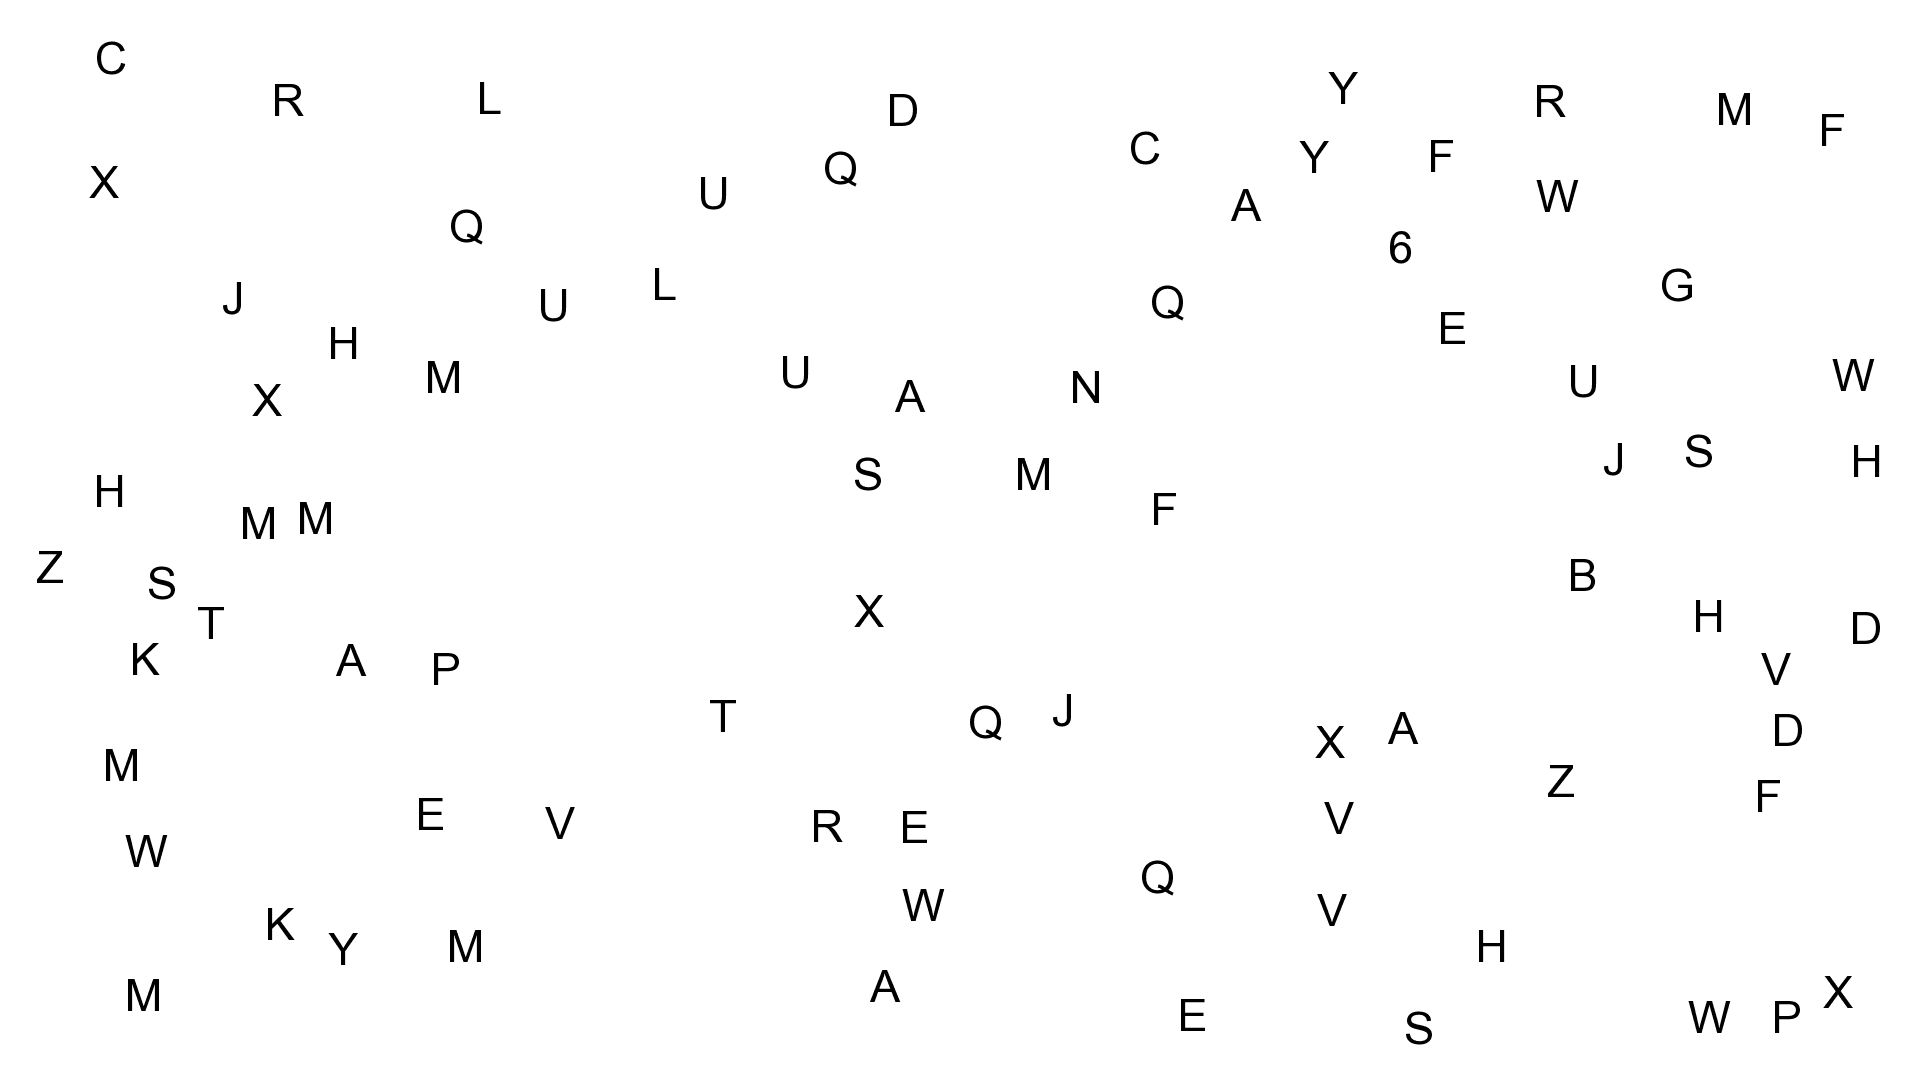 C
R L Y R M F
D
C Y F
X Q
U A W
Q 6
J U L Q G
H E
M U A N U W
X
S M J S H
H
M M F
Z S B
T X H D
K A P V
T Q J X A D
M Z F
E V R E V
W
Q
K W V
Y M H
M A X
E S W P